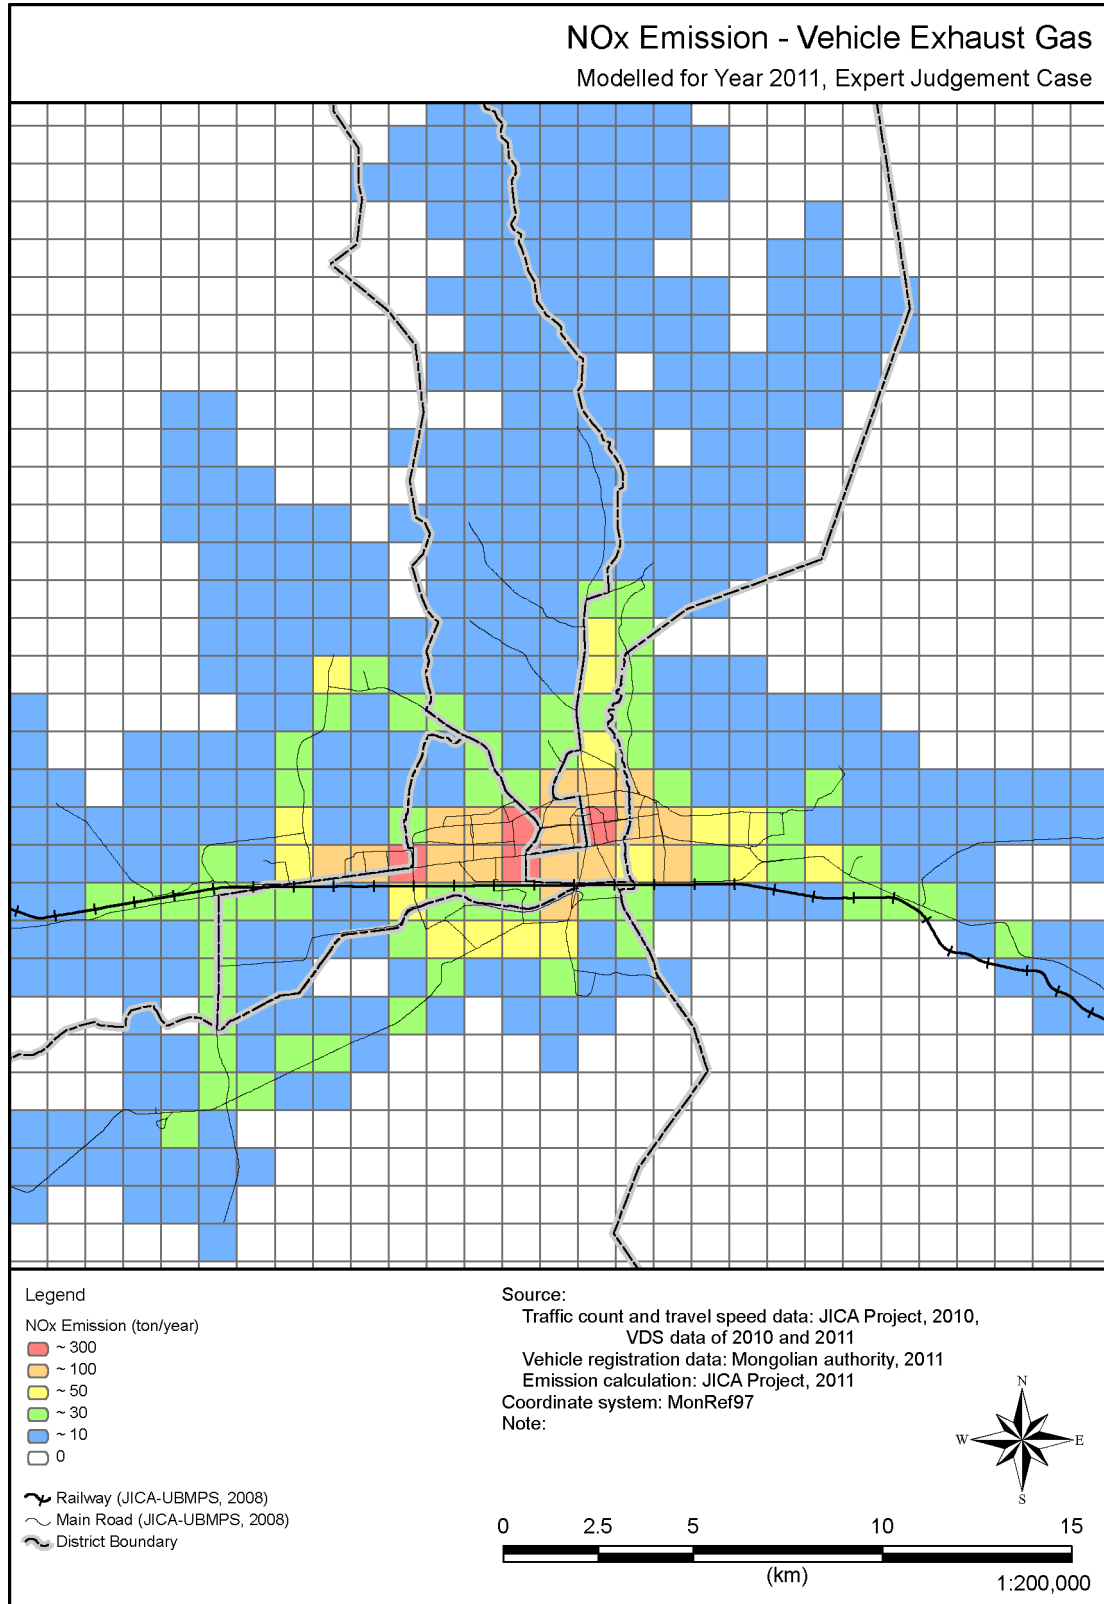 NOx Emission - Vehicle Exhaust Gas
Modelled for Year 2011, Expert Judgement Case
Legend
NOx Emission (ton/year)
~ 300
~ 100
~ 50
~ 30
~ 10
0
Railway (JICA-UBMPS, 2008)
Main Road (JICA-UBMPS, 2008)
District Boundary
Source:
Traffic count and travel speed data: JICA Project, 2010,
VDS data of 2010 and 2011
Vehicle registration data: Mongolian authority, 2011
Emission calculation: JICA Project, 2011
Coordinate system: MonRef97
Note:
N
W E
S
0 2.5 5 10 15
(km)
1:200,000